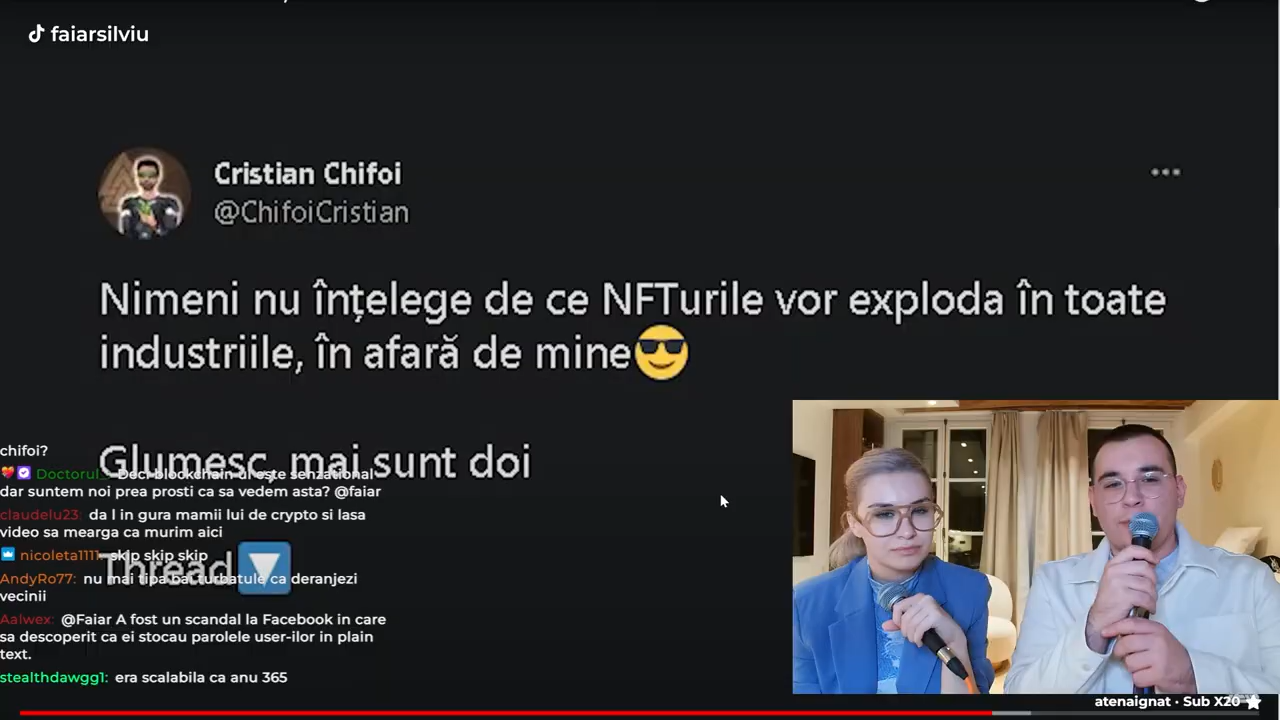 faiarsilviu
Cristian Chifoi
@ChifoiCristian
Nimeni nu înțelege de ce NFTurile vor exploda în toate
industriile, în afară de mine😎
Glumesc, mai sunt doi
Thread🔽
chifoi?
Doctorul_: Deci blockchain-ul este senzational
dar suntem noi prea prosti ca sa vedem asta? @faiar
claudelu23: da l in gura mamii lui de crypto si lasa
video sa mearga ca murim aici
nicoleta1111: skip skip skip
AndyRo77: nu mai tipa bai turbatule ca deranjezi
vecinii
Aalwex: @Faiar A fost un scandal la Facebook in care
sa descoperit ca ei stocau parolele user-ilor in plain
text.
stealthdawgg1: era scalabila ca anu 365
atenaignat · Sub X20